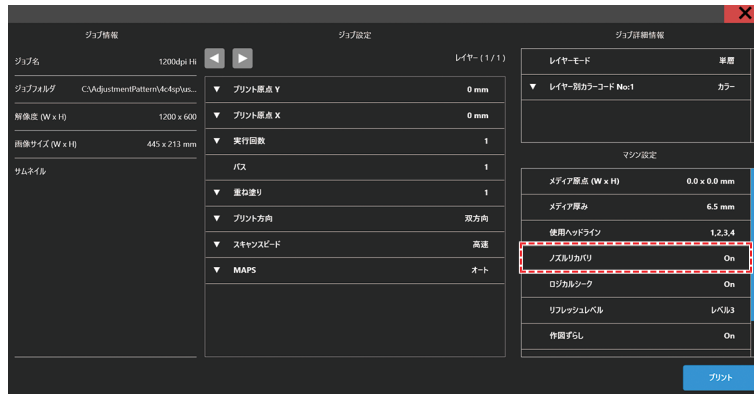 ジョブ情報
ジョブ名 1200dpi Hi
ジョブフォルダ C:\AdjustmentPattern\4c4sp\us...
解像度 (W x H) 1200 x 600
画像サイズ (W x H) 445 x 213 mm
サムネイル
ジョブ設定
レイヤー (1/1)
▼ プリント原点 Y 0 mm
▼ プリント原点 X 0 mm
▼ 実行回数 1
パス 1
▼ 重ね塗り 1
▼ プリント方向 双方向
▼ スキャンスピード 高速
▼ MAPS オート
ジョブ詳細情報
レイヤーモード 単層
▼ レイヤー別カラーコード No:1 カラー
マシン設定
メディア原点 (W x H) 0.0 x 0.0 mm
メディア厚み 6.5 mm
使用ヘッドライン 1,2,3,4
ノズルリカバリ On
ロジカルシーク On
リフレッシュレベル レベル3
作図ずらし On
プリント